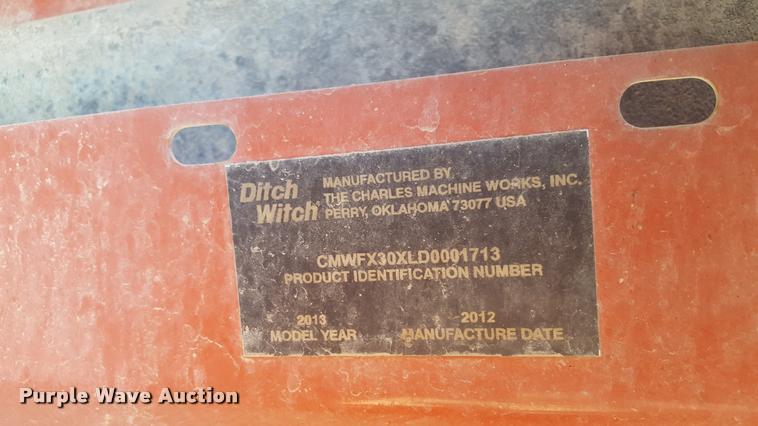 Ditch
Witch®
MANUFACTURED BY
THE CHARLES MACHINE WORKS, INC.
PERRY, OKLAHOMA 73077 USA
CMWFX30XLD0001713
PRODUCT IDENTIFICATION NUMBER
2013
MODEL YEAR
2012
MANUFACTURE DATE
Purple Wave Auction